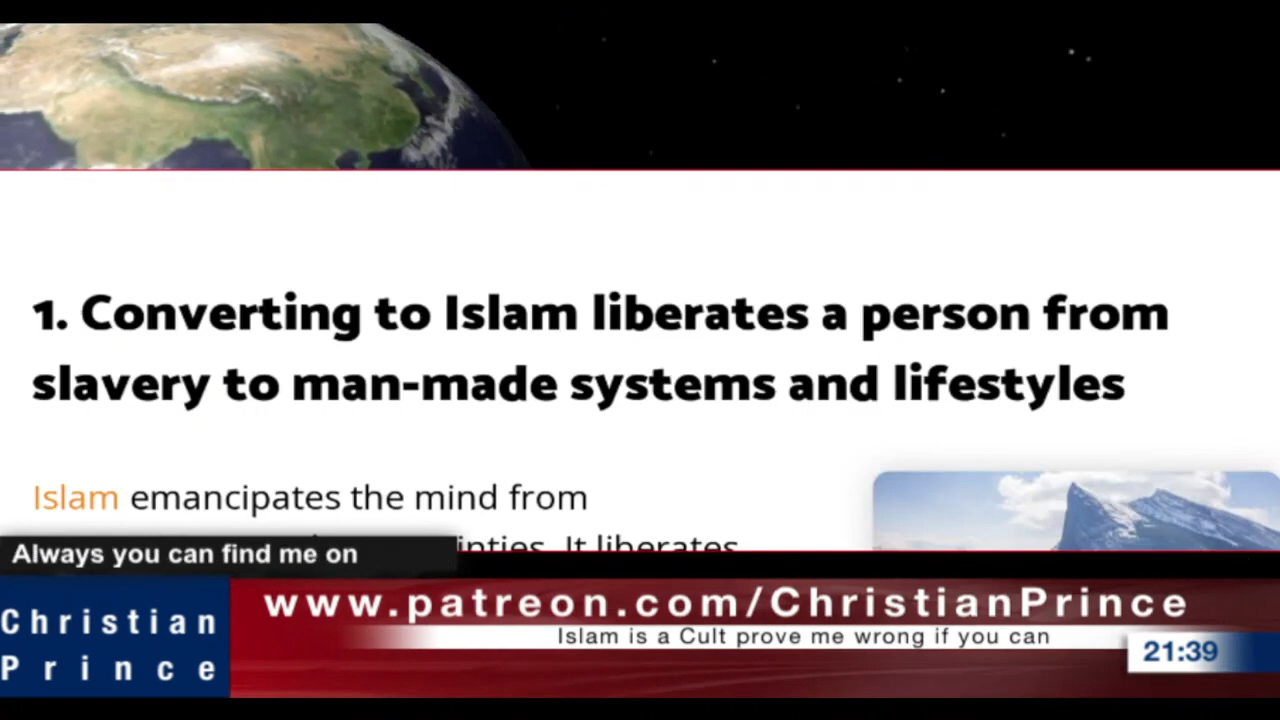 1. Converting to Islam liberates a person from
slavery to man-made systems and lifestyles
Islam emancipates the mind from
It liberates
Always you can find me on
www.patreon.com/ChristianPrince
Christian
Prince
Islam is a Cult prove me wrong if you can
21:39